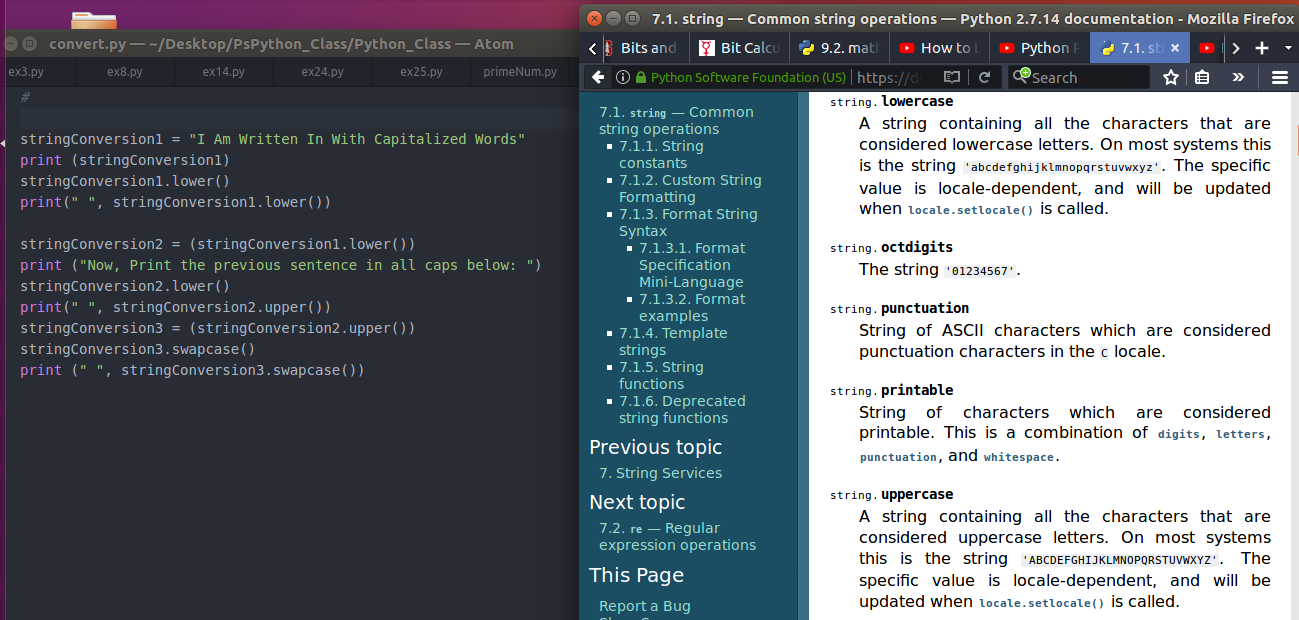 convert.py — ~/Desktop/PsPython_Class/Python_Class — Atom
ex3.py ex8.py ex14.py ex24.py ex25.py primeNum.py
#
stringConversion1 = "I Am Written In With Capitalized Words"
print (stringConversion1)
stringConversion1.lower()
print(" ", stringConversion1.lower())
stringConversion2 = (stringConversion1.lower())
print ("Now, Print the previous sentence in all caps below: ")
stringConversion2.lower()
print(" ", stringConversion2.upper())
stringConversion3 = (stringConversion2.upper())
stringConversion3.swapcase()
print (" ", stringConversion3.swapcase())
7.1. string — Common string operations — Python 2.7.14 documentation - Mozilla Firefox
Bits and Bit Calcu 9.2. mat How to Python 7.1. st
Python Software Foundation (US) https://d Search
7.1. string — Common
string operations
7.1.1. String
constants
7.1.2. Custom String
Formatting
7.1.3. Format String
Syntax
7.1.3.1. Format
Specification
Mini-Language
7.1.3.2. Format
examples
7.1.4. Template
strings
7.1.5. String
functions
7.1.6. Deprecated
string functions
Previous topic
7. String Services
Next topic
7.2. re — Regular
expression operations
This Page
Report a Bug
string.lowercase
A string containing all the characters that are
considered lowercase letters. On most systems this
is the string 'abcdefghijklmnopqrstuvwxyz'. The specific
value is locale-dependent, and will be updated
when locale.setlocale() is called.
string.octdigits
The string '01234567'.
string.punctuation
String of ASCII characters which are considered
punctuation characters in the C locale.
string.printable
String of characters which are considered
printable. This is a combination of digits, letters,
punctuation, and whitespace.
string.uppercase
A string containing all the characters that are
considered uppercase letters. On most systems
this is the string 'ABCDEFGHIJKLMNOPQRSTUVWXYZ'. The
specific value is locale-dependent, and will be
updated when locale.setlocale() is called.